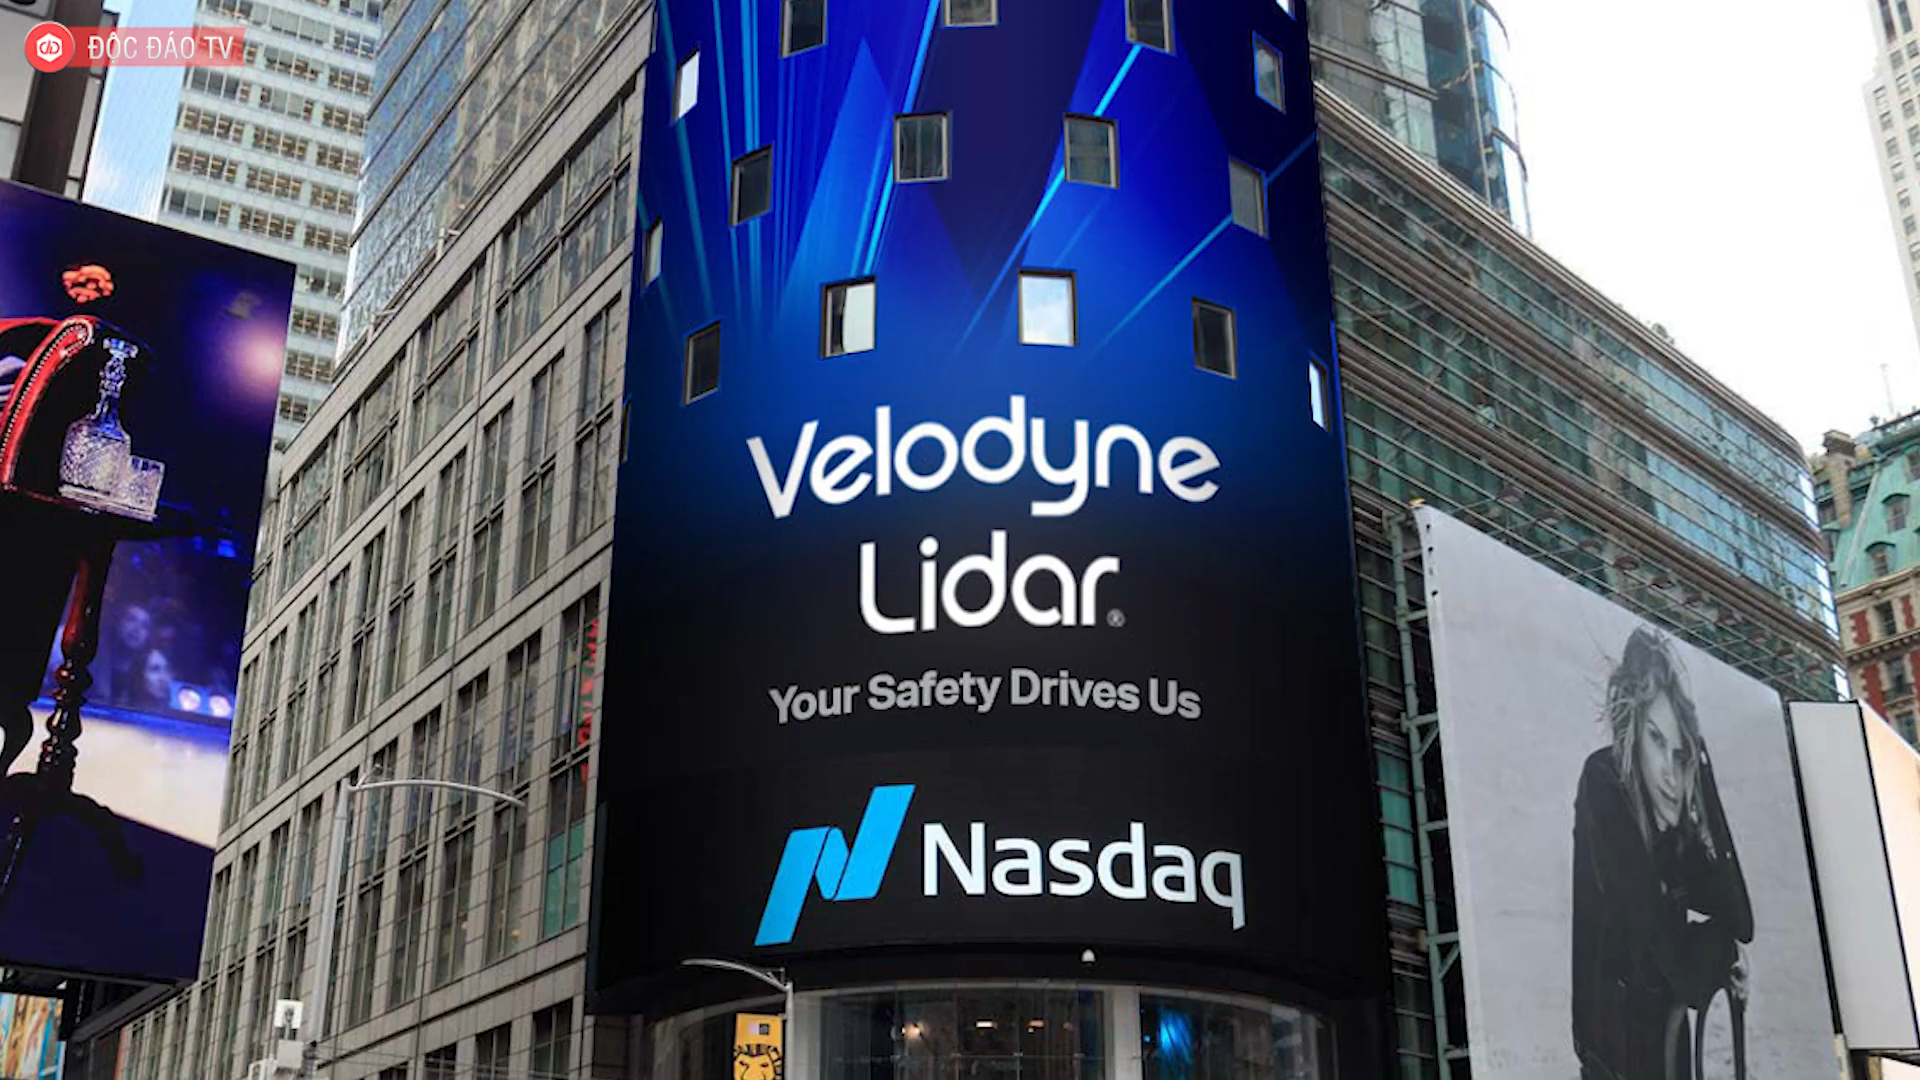 ĐỘC ĐÁO TV
Velodyne
Lidar®
Your Safety Drives Us
Nasdaq